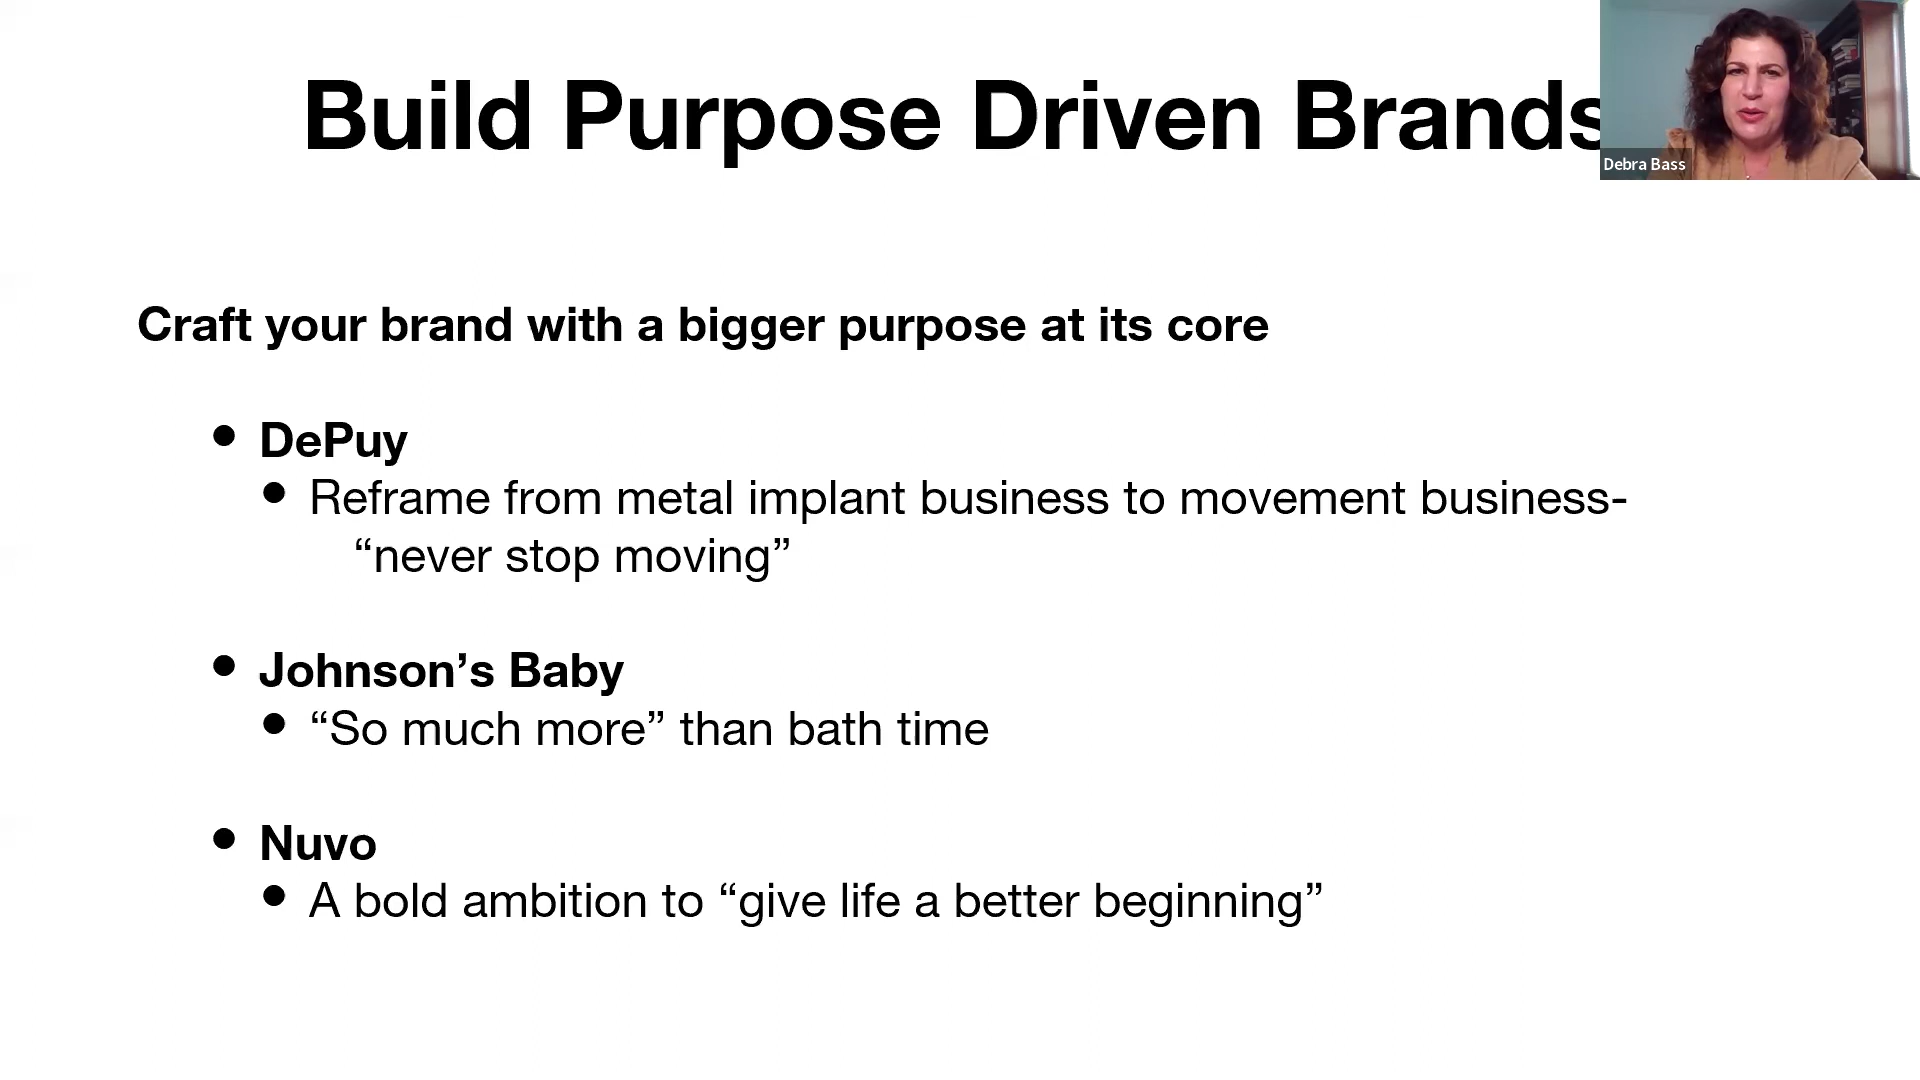 Build Purpose Driven Brands
Debra Bass
Craft your brand with a bigger purpose at its core
• DePuy
• Reframe from metal implant business to movement business-
“never stop moving”
• Johnson’s Baby
• “So much more” than bath time
• Nuvo
• A bold ambition to “give life a better beginning”